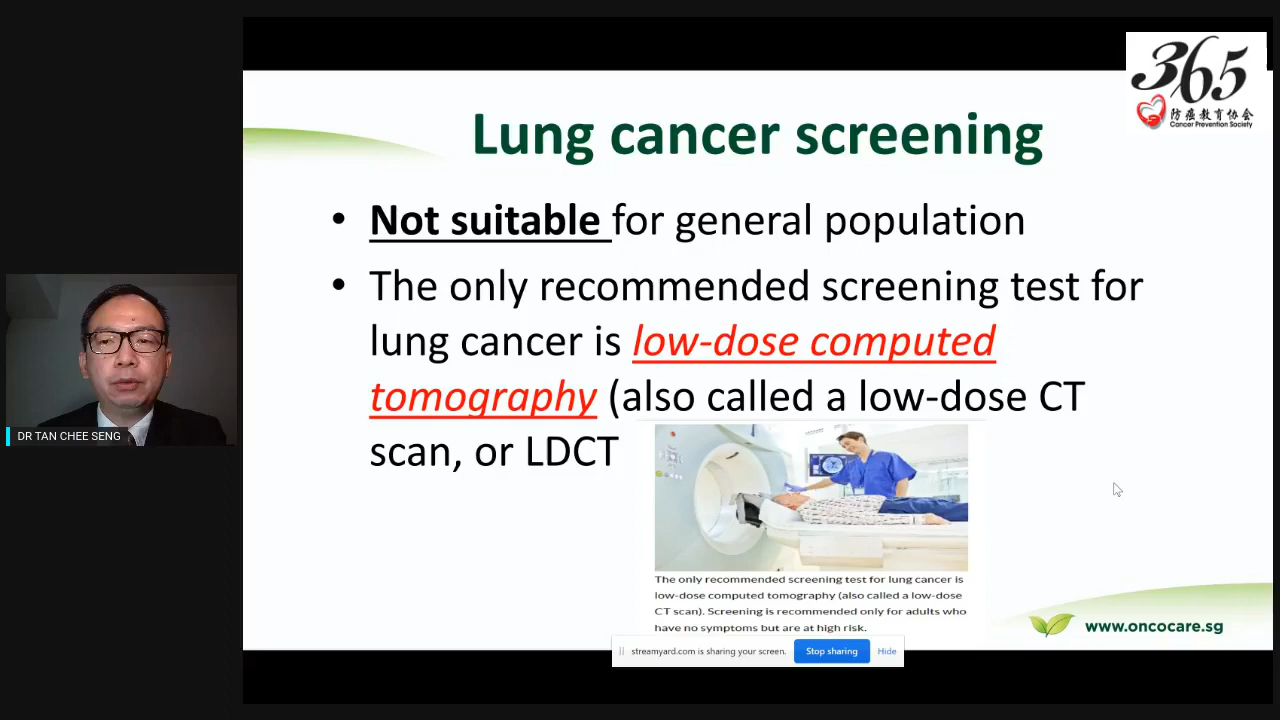 365
防癌教育协会
Cancer Prevention Society
Lung cancer screening
• Not suitable for general population
• The only recommended screening test for
lung cancer is low-dose computed
tomography (also called a low-dose CT
scan, or LDCT
The only recommended screening test for lung cancer is
low-dose computed tomography (also called a low-dose
CT scan). Screening is recommended only for adults who
have no symptoms but are at high risk.
DR TAN CHEE SENG
www.oncocare.sg
streamyard.com is sharing your screen.
Stop sharing
Hide